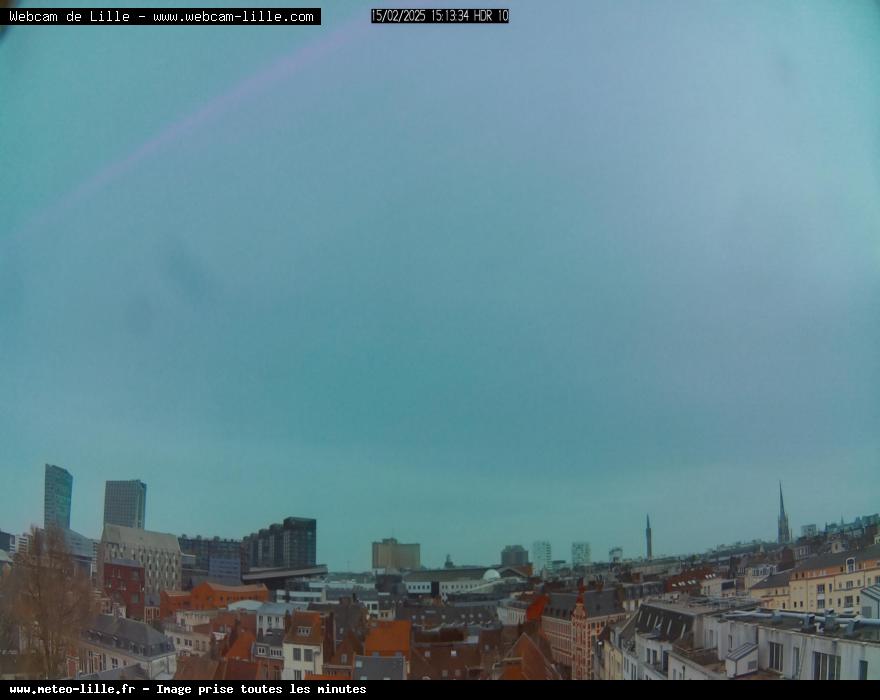 Webcam de Lille - www.webcam-lille.com
15/02/2025 15:13:34 HDR 10
www.meteo-lille.fr - Image prise toutes les minutes